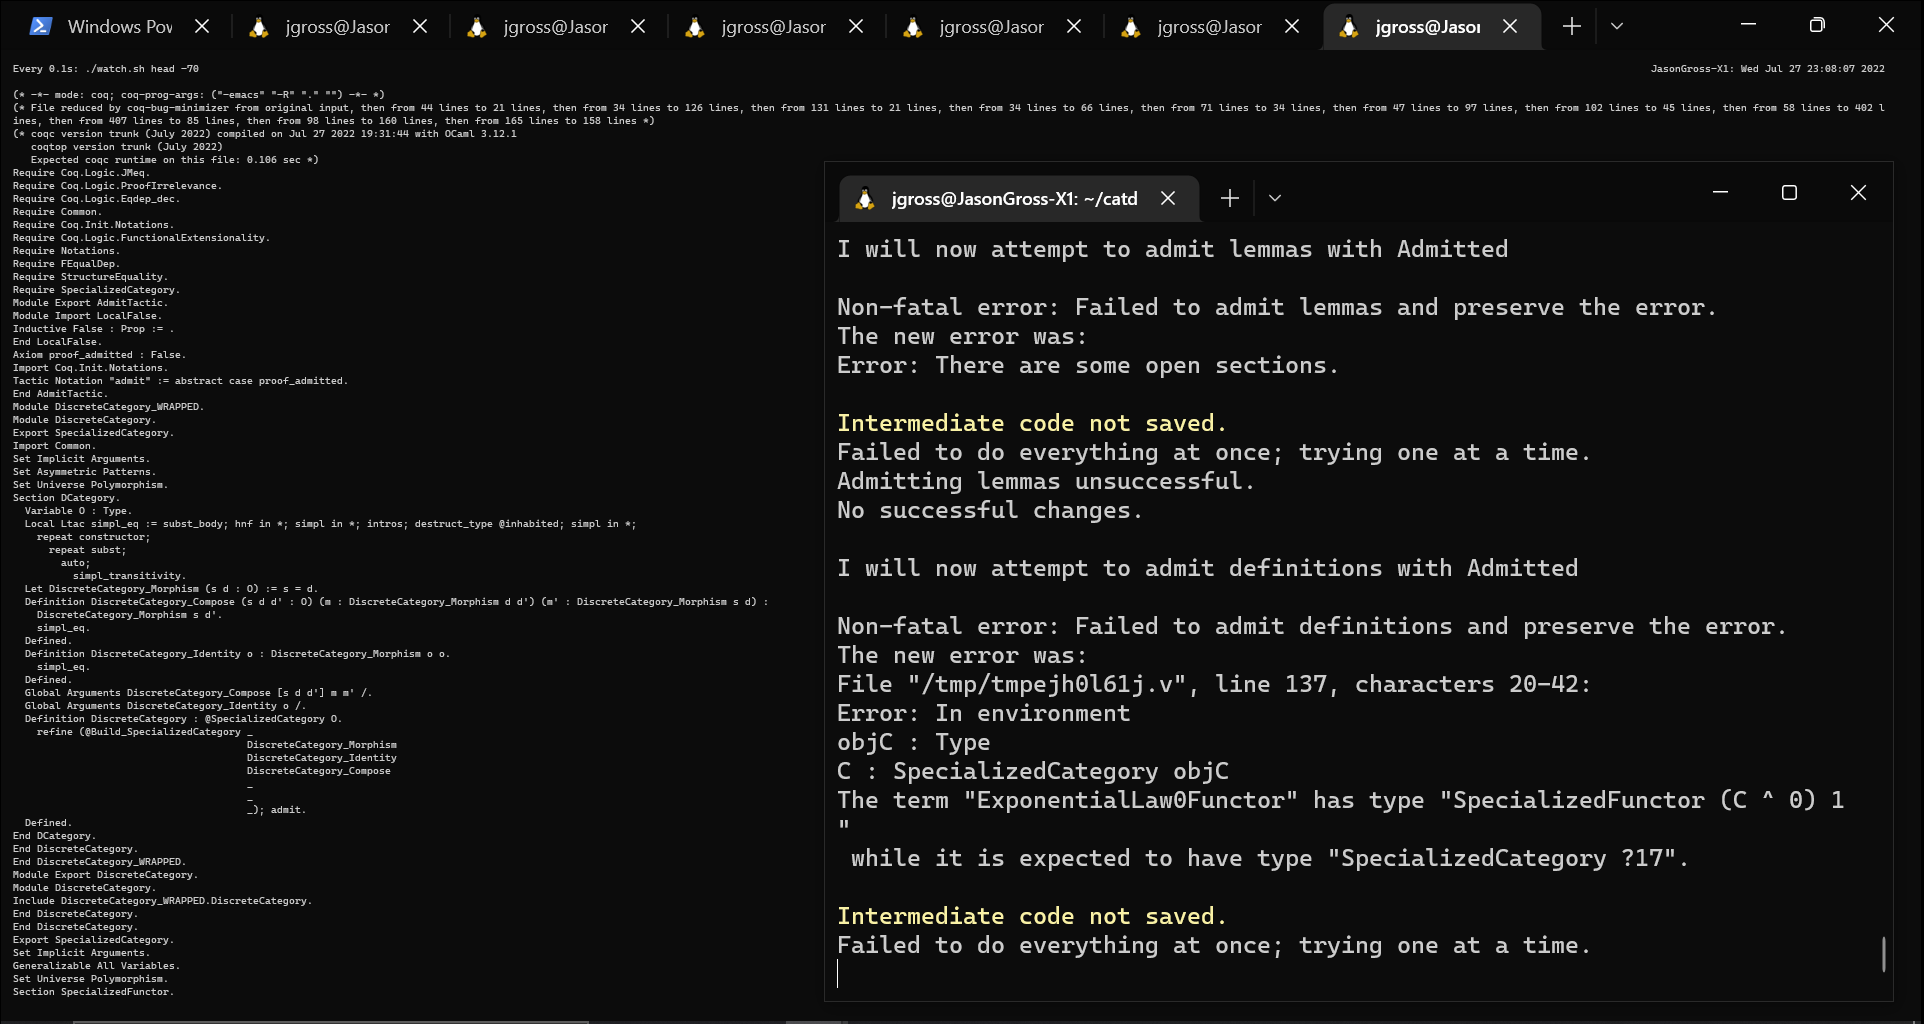 Windows Pov
jgross@Jasor
jgross@Jasor
jgross@Jasor
jgross@Jasor
jgross@Jasor
jgross@Jasor
Every 0.1s: ./watch.sh head -70
JasonGross-X1: Wed Jul 27 23:08:07 2022
(* -*- mode: coq; coq-prog-args: ("-emacs" "-R" "." "") -*- *)
(* File reduced by coq-bug-minimizer from original input, then from 44 lines to 21 lines, then from 34 lines to 126 lines, then from 131 lines to 21 lines, then from 34 lines to 66 lines, then from 71 lines to 34 lines, then from 47 lines to 97 lines, then from 102 lines to 45 lines, then from 58 lines to 402 l
ines, then from 407 lines to 85 lines, then from 98 lines to 160 lines, then from 165 lines to 158 lines *)
(* coqc version trunk (July 2022) compiled on Jul 27 2022 19:31:44 with OCaml 3.12.1
   coqtop version trunk (July 2022)
   Expected coqc runtime on this file: 0.106 sec *)
Require Coq.Logic.JMeq.
Require Coq.Logic.ProofIrrelevance.
Require Coq.Logic.Eqdep_dec.
Require Common.
Require Coq.Init.Notations.
Require Coq.Logic.FunctionalExtensionality.
Require Notations.
Require FEqualDep.
Require StructureEquality.
Require SpecializedCategory.
Module Export AdmitTactic.
Module Import LocalFalse.
Inductive False : Prop := .
End LocalFalse.
Axiom proof_admitted : False.
Import Coq.Init.Notations.
Tactic Notation "admit" := abstract case proof_admitted.
End AdmitTactic.
Module DiscreteCategory_WRAPPED.
Module DiscreteCategory.
Export SpecializedCategory.
Import Common.
Set Implicit Arguments.
Set Asymmetric Patterns.
Set Universe Polymorphism.
Section DCategory.
  Variable O : Type.
  Local Ltac simpl_eq := subst_body; hnf in *; simpl in *; intros; destruct_type @inhabited; simpl in *;
    repeat constructor;
      repeat subst;
        auto;
          simpl_transitivity.
  Let DiscreteCategory_Morphism (s d : O) := s = d.
  Definition DiscreteCategory_Compose (s d d' : O) (m : DiscreteCategory_Morphism d d') (m' : DiscreteCategory_Morphism s d) :
    DiscreteCategory_Morphism s d'.
    simpl_eq.
  Defined.
  Definition DiscreteCategory_Identity o : DiscreteCategory_Morphism o o.
    simpl_eq.
  Defined.
  Global Arguments DiscreteCategory_Compose [s d d'] m m' /.
  Global Arguments DiscreteCategory_Identity o /.
  Definition DiscreteCategory : @SpecializedCategory O.
    refine (@Build_SpecializedCategory _
                                       DiscreteCategory_Morphism
                                       DiscreteCategory_Identity
                                       DiscreteCategory_Compose
                                       _
                                       _
                                       _); admit.
  Defined.
End DCategory.
End DiscreteCategory.
End DiscreteCategory_WRAPPED.
Module Export DiscreteCategory.
Module DiscreteCategory.
Include DiscreteCategory_WRAPPED.DiscreteCategory.
End DiscreteCategory.
End DiscreteCategory.
Export SpecializedCategory.
Set Implicit Arguments.
Generalizable All Variables.
Set Universe Polymorphism.
Section SpecializedFunctor.
jgross@JasonGross-X1: ~/catd
I will now attempt to admit lemmas with Admitted
Non-fatal error: Failed to admit lemmas and preserve the error.
The new error was:
Error: There are some open sections.
Intermediate code not saved.
Failed to do everything at once; trying one at a time.
Admitting lemmas unsuccessful.
No successful changes.
I will now attempt to admit definitions with Admitted
Non-fatal error: Failed to admit definitions and preserve the error.
The new error was:
File "/tmp/tmpejh0l61j.v", line 137, characters 20-42:
Error: In environment
objC : Type
C : SpecializedCategory objC
The term "ExponentialLaw0Functor" has type "SpecializedFunctor (C ^ 0) 1
"
 while it is expected to have type "SpecializedCategory ?17".
Intermediate code not saved.
Failed to do everything at once; trying one at a time.